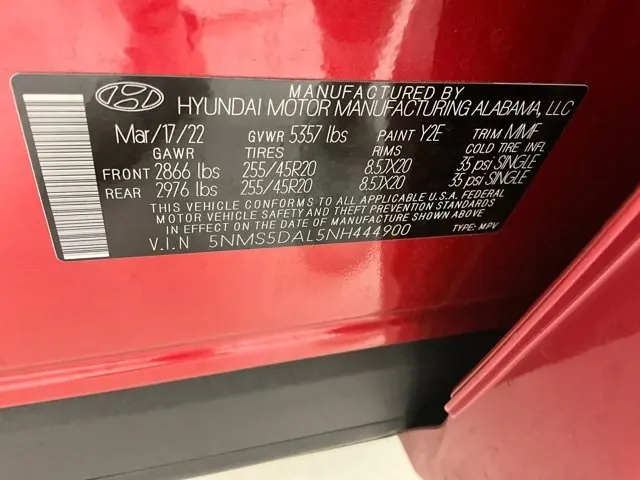 MANUFACTURED BY
HYUNDAI MOTOR MANUFACTURING ALABAMA, LLC
Mar/17/22 GVWR 5357 lbs PAINT Y2E TRIM MMF
GAWR TIRES RIMS COLD TIRE INFL
FRONT 2866 lbs 255/45R20 8.5JX20 35 psi SINGLE
REAR 2976 lbs 255/45R20 8.5JX20 35 psi SINGLE
THIS VEHICLE CONFORMS TO ALL APPLICABLE U.S.A. FEDERAL
MOTOR VEHICLE SAFETY AND THEFT PREVENTION STANDARDS
IN EFFECT ON THE DATE OF MANUFACTURE SHOWN ABOVE
V.I.N 5NMS5DAL5NH444900 TYPE: MPV